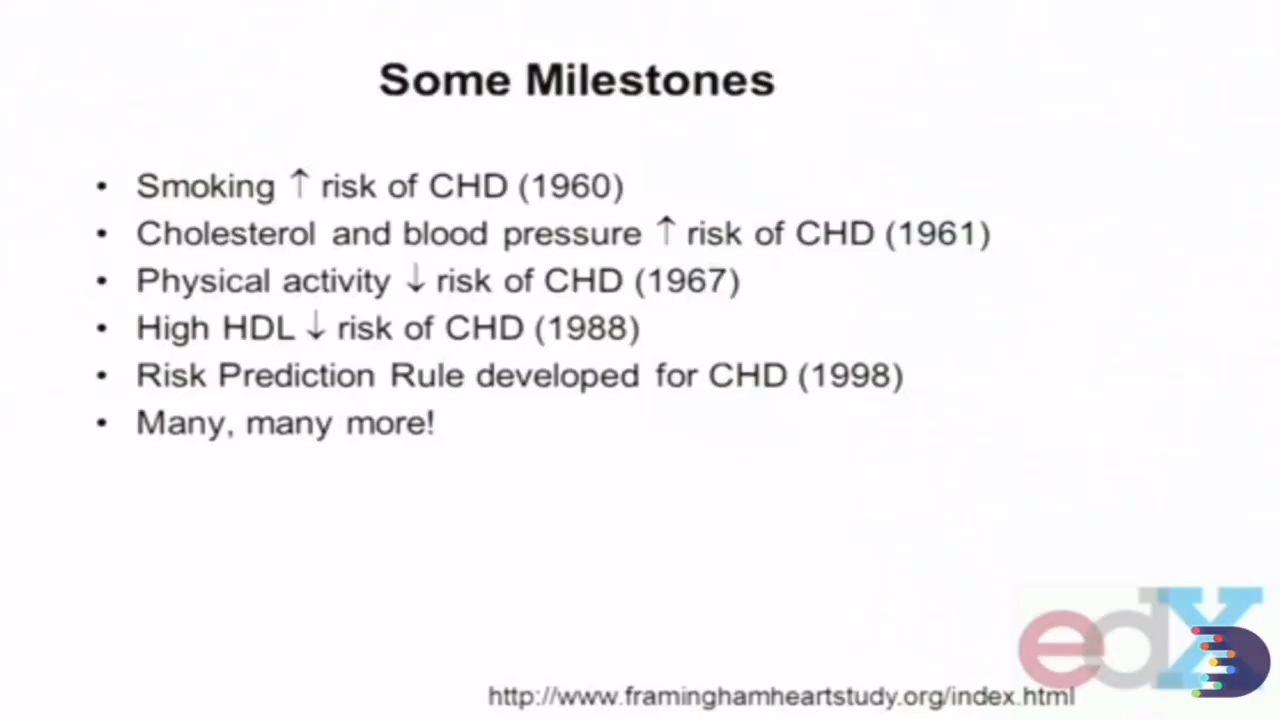 Some Milestones
• Smoking ↑ risk of CHD (1960)
• Cholesterol and blood pressure ↑ risk of CHD (1961)
• Physical activity ↓ risk of CHD (1967)
• High HDL ↓ risk of CHD (1988)
• Risk Prediction Rule developed for CHD (1998)
• Many, many more!
edX
http://www.framinghamheartstudy.org/index.html